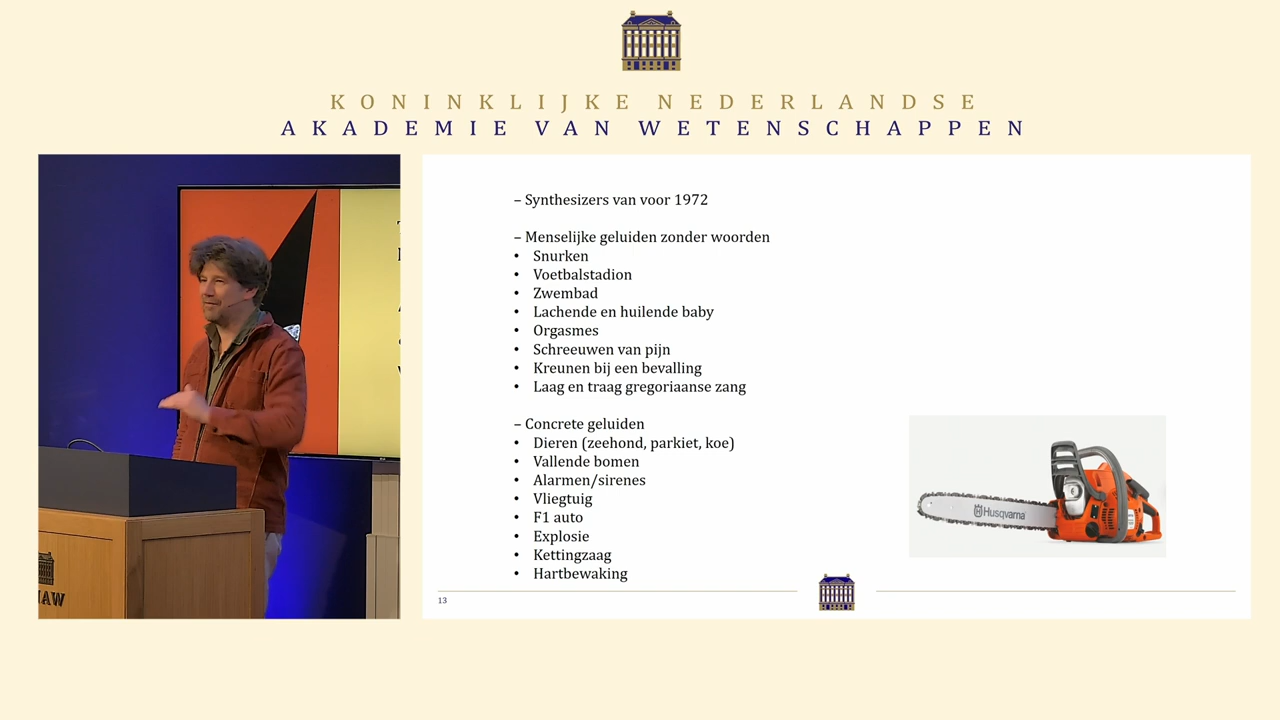 KONINKLIJKE NEDERLANDSE
AKADEMIE VAN WETENSCHAPPEN
– Synthesizers van voor 1972
– Menselijke geluiden zonder woorden
• Snurken
• Voetbalstadion
• Zwembad
• Lachende en huilende baby
• Orgasmes
• Schreeuwen van pijn
• Kreunen bij een bevalling
• Laag en traag gregoriaanse zang
– Concrete geluiden
• Dieren (zeehond, parkiet, koe)
• Vallende bomen
• Alarmen/sirenes
• Vliegtuig
• F1 auto
• Explosie
• Kettingzaag
• Hartbewaking
Husqvarna
13